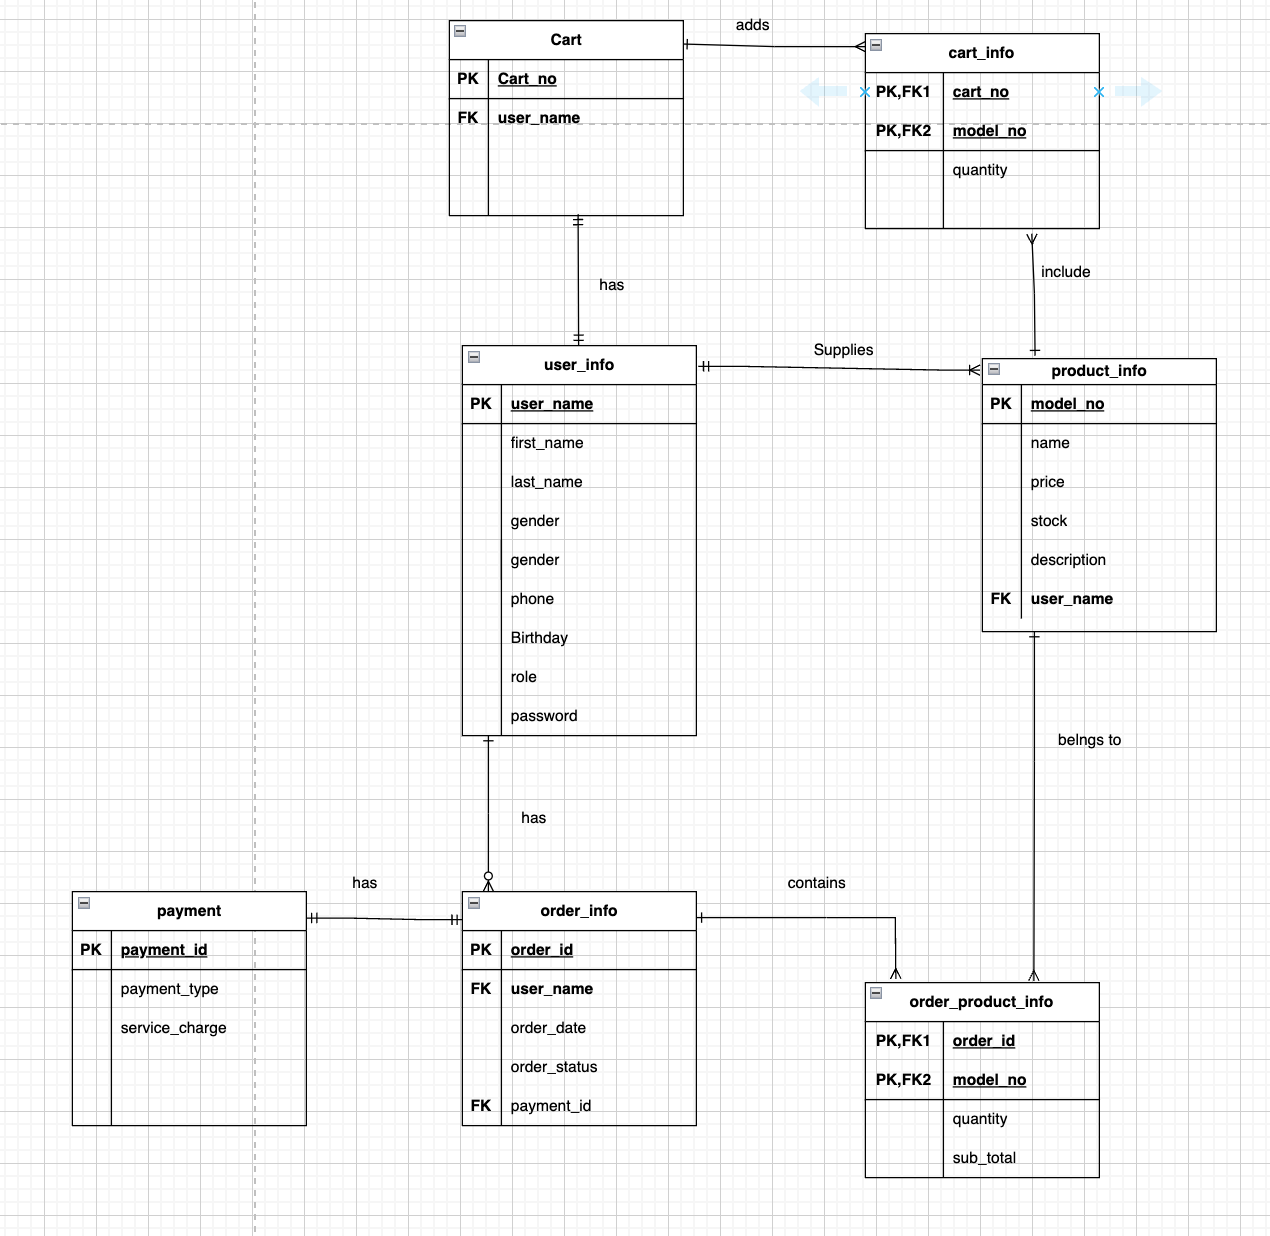 adds
Cart
PK Cart_no
FK user_name
cart_info
PK,FK1 cart_no
PK,FK2 model_no
quantity
has
include
Supplies
user_info
PK user_name
first_name
last_name
gender
gender
phone
Birthday
role
password
product_info
PK model_no
name
price
stock
description
FK user_name
belngs to
has
has
contains
payment
PK payment_id
payment_type
service_charge
order_info
PK order_id
FK user_name
order_date
order_status
FK payment_id
order_product_info
PK,FK1 order_id
PK,FK2 model_no
quantity
sub_total